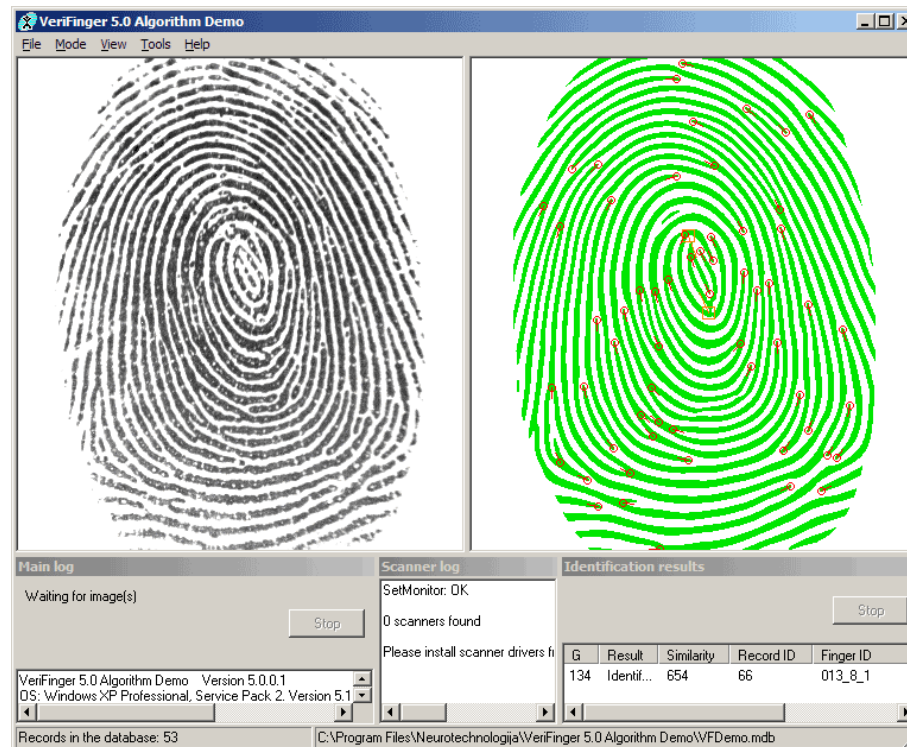 VeriFinger 5.0 Algorithm Demo
File Mode View Tools Help
Main log
Waiting for image(s)
Stop
VeriFinger 5.0 Algorithm Demo Version 5.0.0.1
OS: Windows XP Professional, Service Pack 2. Version 5.1
Scanner log
SetMonitor: OK
0 scanners found
Please install scanner drivers
Identification results
Stop
G Result Similarity Record ID Finger ID
134 Identif... 654 66 013_8_1
Records in the database: 53
C:\Program Files\Neurotechnologija\VeriFinger 5.0 Algorithm Demo\VFDemo.mdb